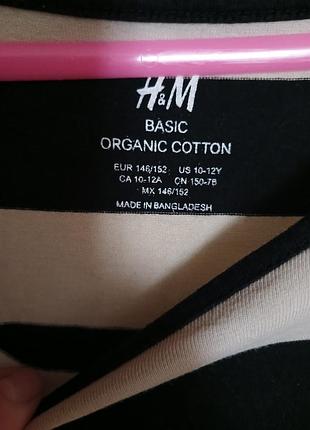 H&M
BASIC
ORGANIC COTTON
EUR 146/152 US 10-12Y
CA 10-12A CN 150-76
MX 146/152
MADE IN BANGLADESH